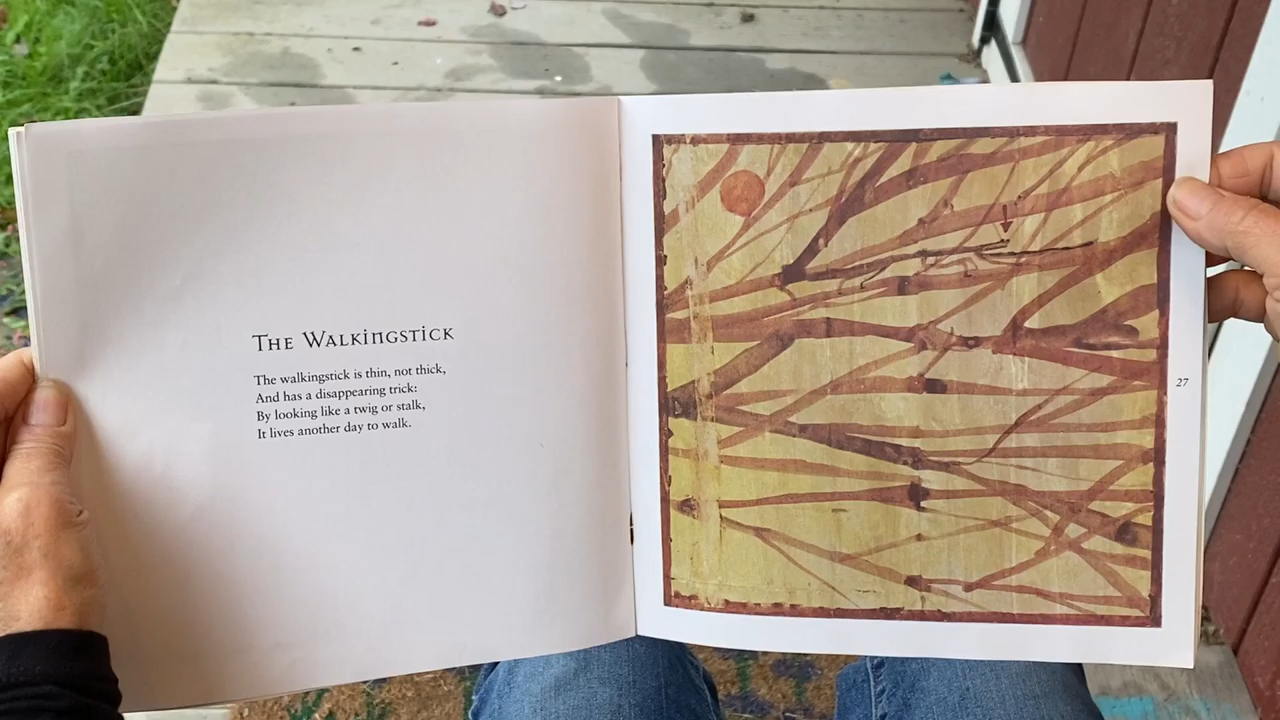 The Walkingstick
The walkingstick is thin, not thick,
And has a disappearing trick:
By looking like a twig or stalk,
It lives another day to walk.
27